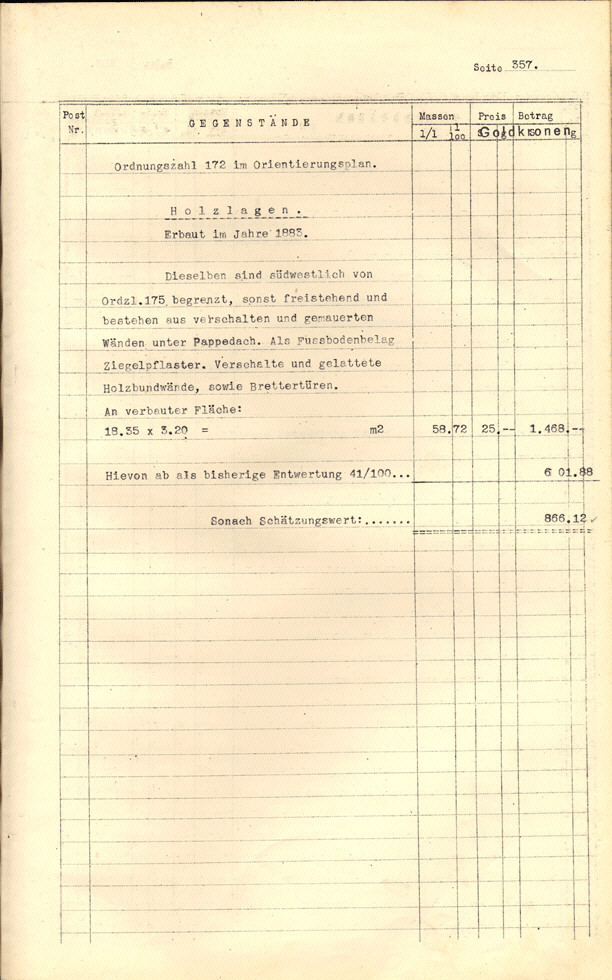 Seite 357.
Post Nr. GEGENSTÄNDE Massen 1/1 1/100 Preis Betrag Goldkronen
Ordnungszahl 172 im Orientierungsplan.
Holzlagen.
Erbaut im Jahre 1883.
Dieselben sind südwestlich von
Ordzl.175 begrenzt, sonst freistehend und
bestehen aus verschalten und gemauerten
Wänden unter Pappedach. Als Fussbodenbelag
Ziegelpflaster. Verschalte und gelattete
Holzbundwände, sowie Brettertüren.
An verbauter Fläche:
18.35 x 3.20 = m2 58.72 25.-- 1.468.--
Hievon ab als bisherige Entwertung 41/100... 601.88
Sonach Schätzungswert:....... 866.12